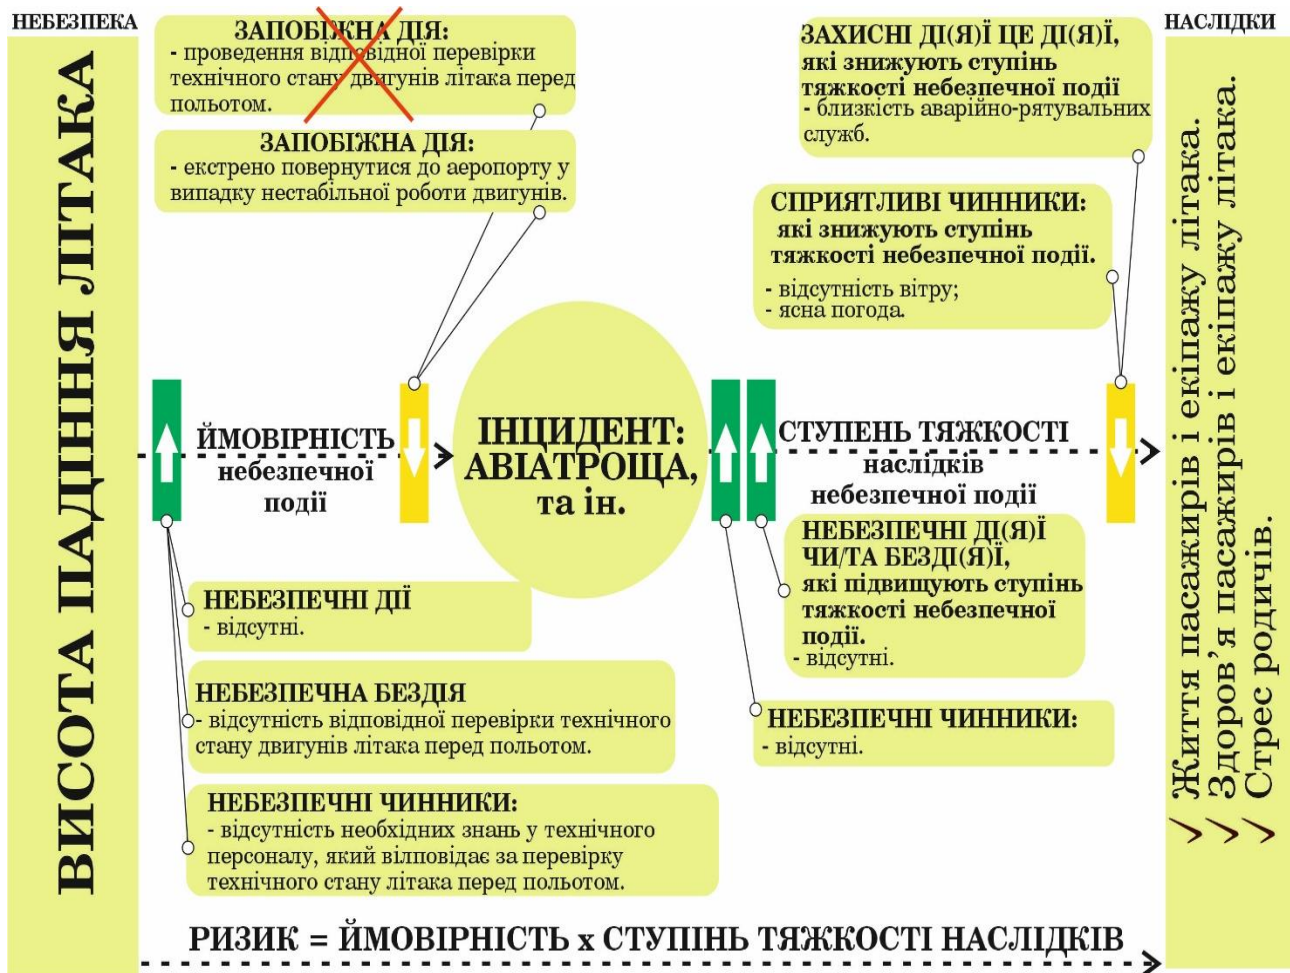 НЕБЕЗПЕКА
ВИСОТА ПАДІННЯ ЛІТАКА
ЗАПОБІЖНА ДІЯ:
- проведення відповідної перевірки
технічного стану двигунів літака перед
польотом.
ЗАПОБІЖНА ДІЯ:
- екстрено повернутися до аеропорту у
випадку нестабільної роботи двигунів.
ЙМОВІРНІСТЬ
небезпечної
події
НЕБЕЗПЕЧНІ ДІЇ
- відсутні.
НЕБЕЗПЕЧНА БЕЗДІЯ
- відсутність відповідної перевірки технічного
стану двигунів літака перед польотом.
НЕБЕЗПЕЧНІ ЧИННИКИ:
- відсутність необхідних знань у технічного
персоналу, який вілповідає за перевірку
технічного стану літака перед польотом.
ІНЦИДЕНТ:
АВІАТРОЩА,
та ін.
ЗАХИСНІ ДІ(Я)Ї ЦЕ ДІ(Я)Ї,
які знижують ступінь
тяжкості небезпечної події
- близкість аварійно-рятувальних
служб.
СПРИЯТЛИВІ ЧИННИКИ:
які знижують ступінь
тяжкості небезпечної події.
- відсутність вітру;
- ясна погода.
СТУПЕНЬ ТЯЖКОСТІ
наслідків
небезпечної події
НЕБЕЗПЕЧНІ ДІ(Я)Ї
ЧИ/ТА БЕЗДІ(Я)Ї,
які підвищують ступінь
тяжкості небезпечної
події.
- відсутні.
НЕБЕЗПЕЧНІ ЧИННИКИ:
- відсутні.
НАСЛІДКИ
Життя пасажирів і екіпажу літака.
Здоров'я пасажирів і екіпажу літака.
Стрес родичів.
РИЗИК = ЙМОВІРНІСТЬ х СТУПІНЬ ТЯЖКОСТІ НАСЛІДКІВ